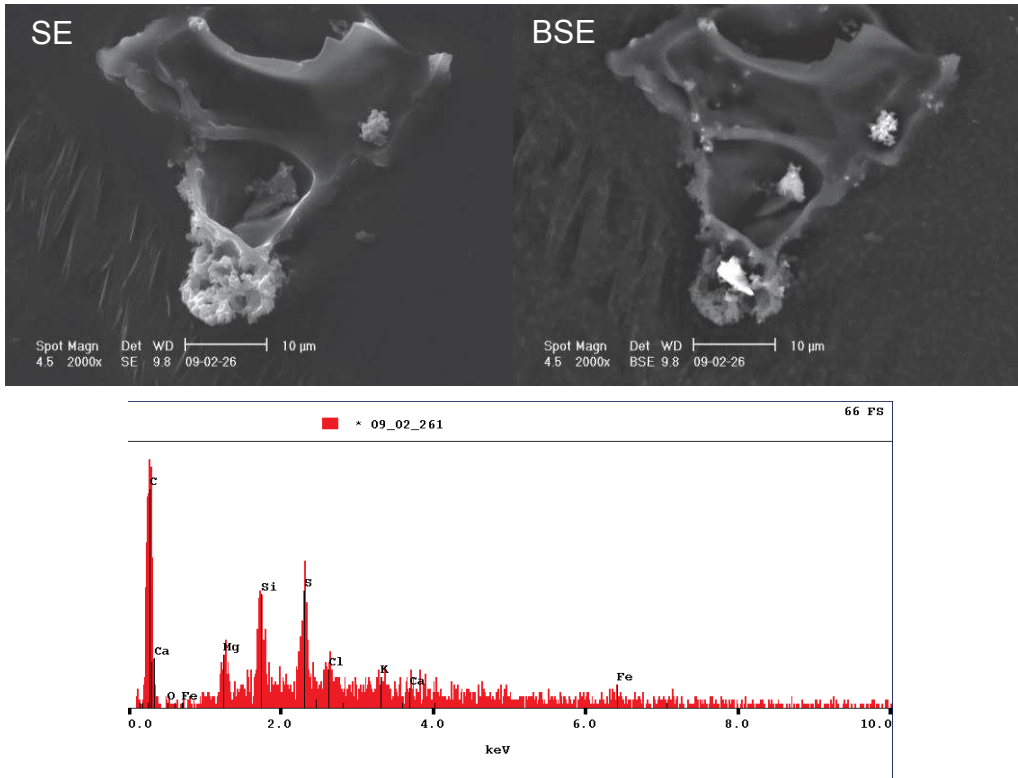 SE
Spot Magn Det WD 10 µm
4.5 2000x SE 9.8 09-02-26
BSE
Spot Magn Det WD 10 µm
4.5 2000x BSE 9.8 09-02-26
66 FS
* 09_02_261
C
Ca
O
Fe
Mg
Si
S
Cl
K
Ca
Fe
0.0 2.0 4.0 6.0 8.0 10.0
keV